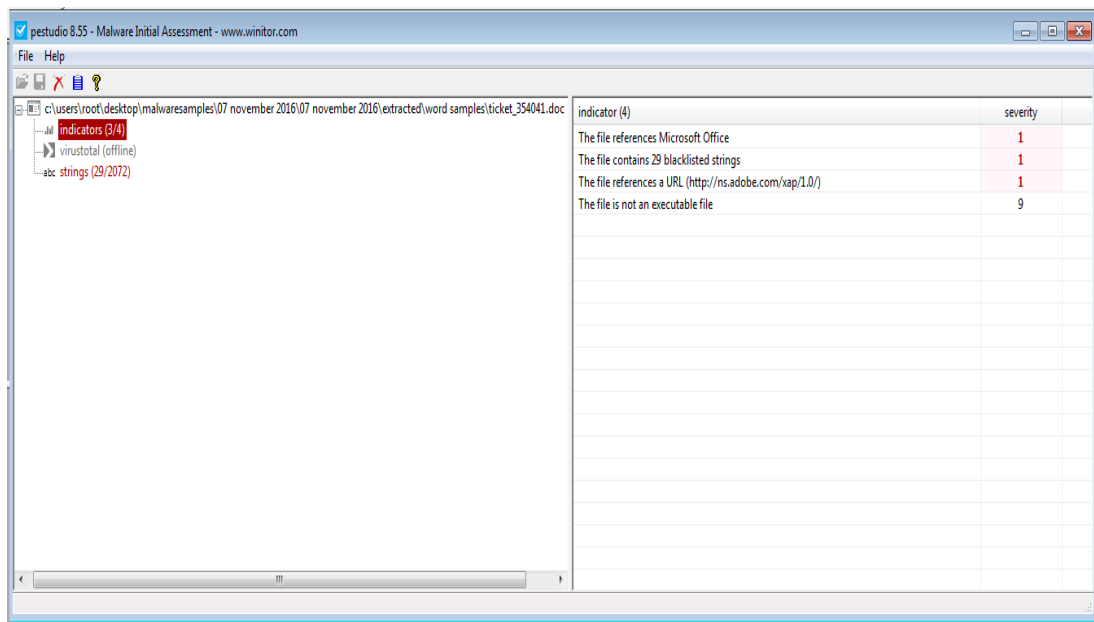 pestudio 8.55 - Malware Initial Assessment - www.winitor.com
File Help
c:\users\root\desktop\malwaresamples\07 november 2016\07 november 2016\extracted\word samples\ticket_354041.doc
indicators (3/4)
virustotal (offline)
abc strings (29/2072)
indicator (4) severity
The file references Microsoft Office 1
The file contains 29 blacklisted strings 1
The file references a URL (http://ns.adobe.com/xap/1.0/) 1
The file is not an executable file 9